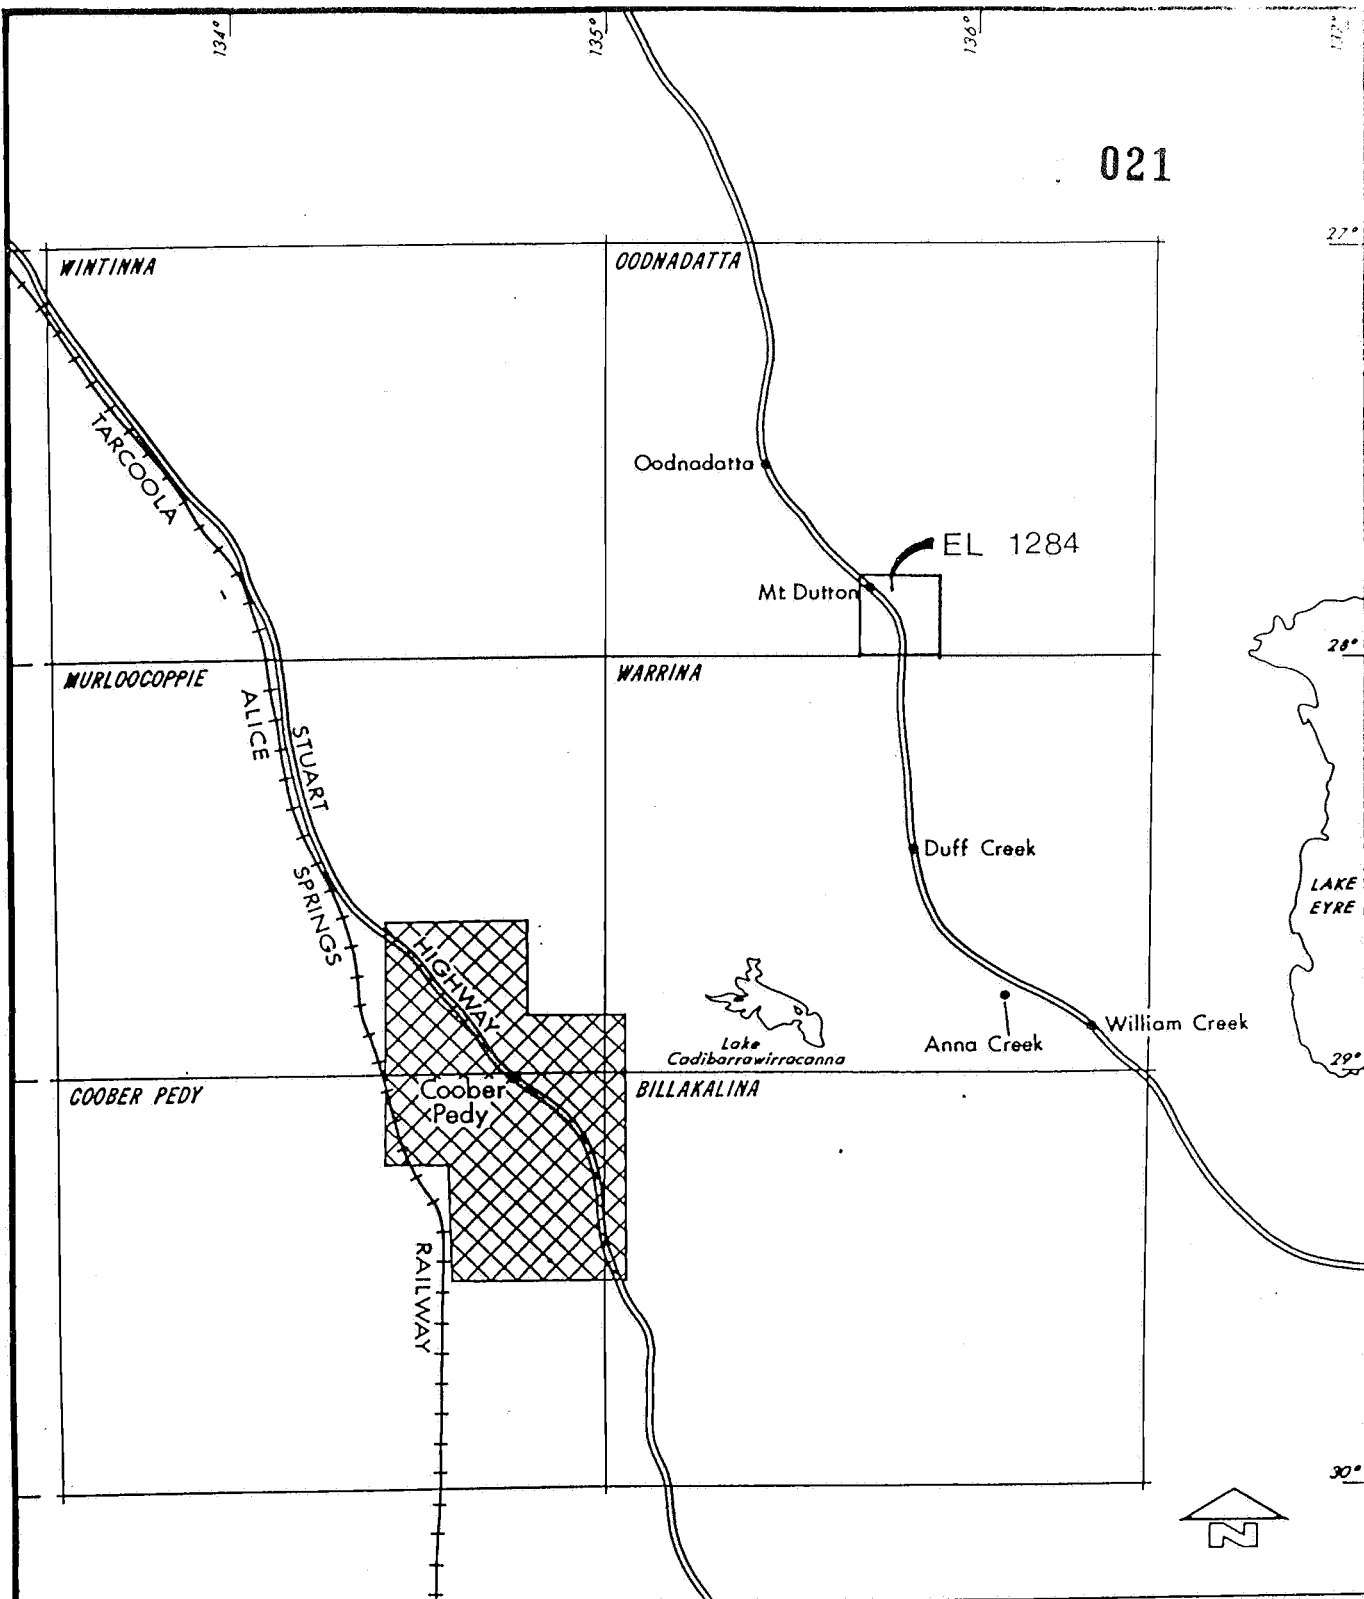 134°
135°
136°
137°
021
27°
WINTINNA
OODNADATTA
TARCOOLA
Oodnadatta
EL 1284
Mt Dutton
28°
MURLOOCOPPIE
WARRINA
ALICE
STUART
SPRINGS
HIGHWAY
Duff Creek
LAKE
EYRE
Lake
Cadibarrawirracanna
Anna Creek
William Creek
29°
COOBER PEDY
Coober
Pedy
BILLAKALINA
RAILWAY
30°
N